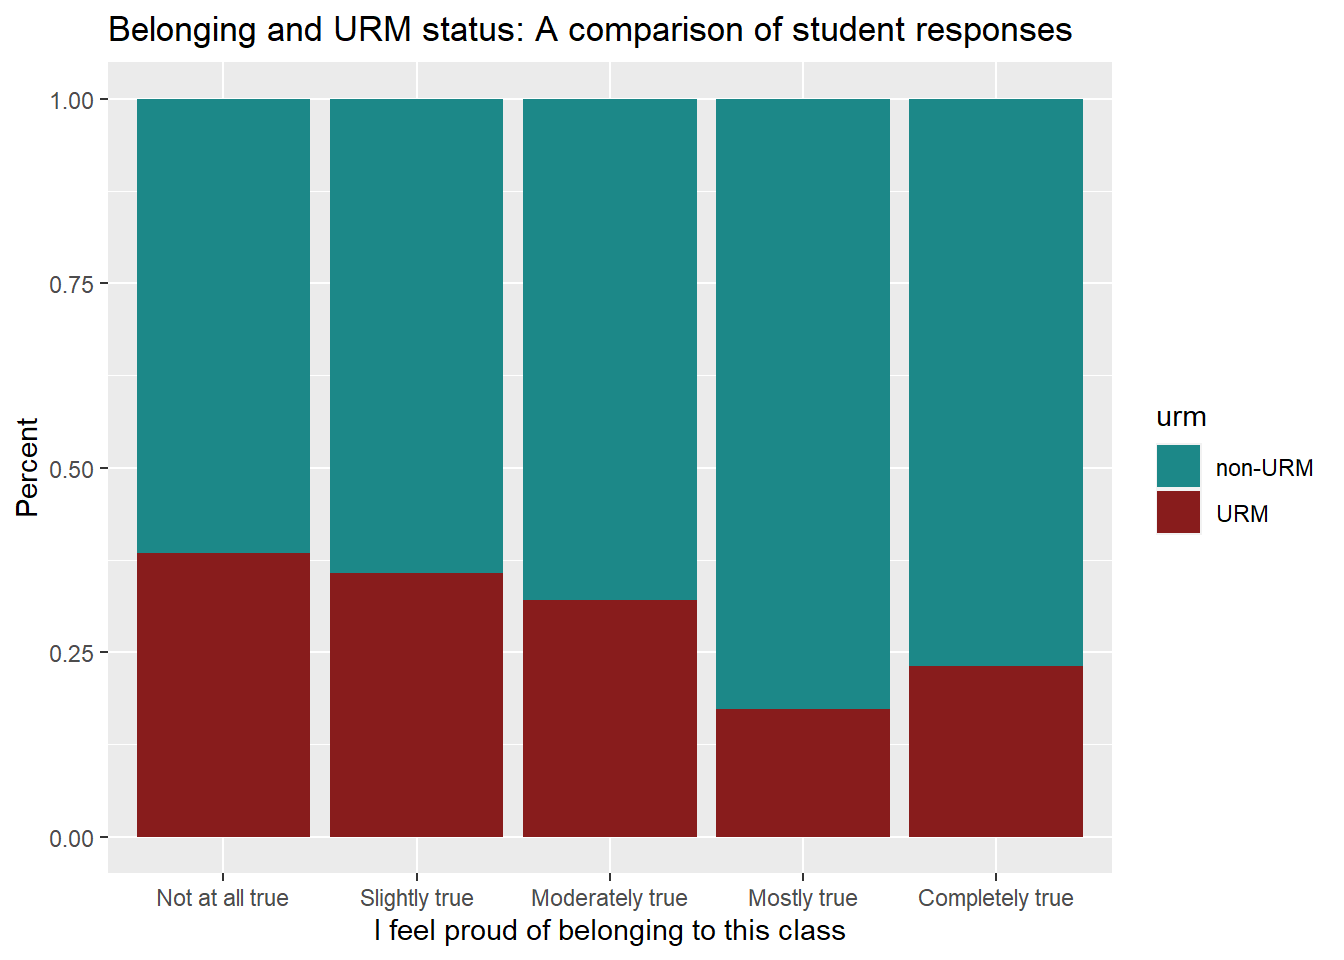 Belonging and URM status: A comparison of student responses
1.00
0.75
0.50
0.25
0.00
Percent
Not at all true
Slightly true
Moderately true
Mostly true
Completely true
I feel proud of belonging to this class
urm
non-URM
URM